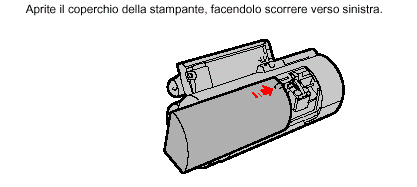 Aprite il coperchio della stampante, facendolo scorrere verso sinistra.